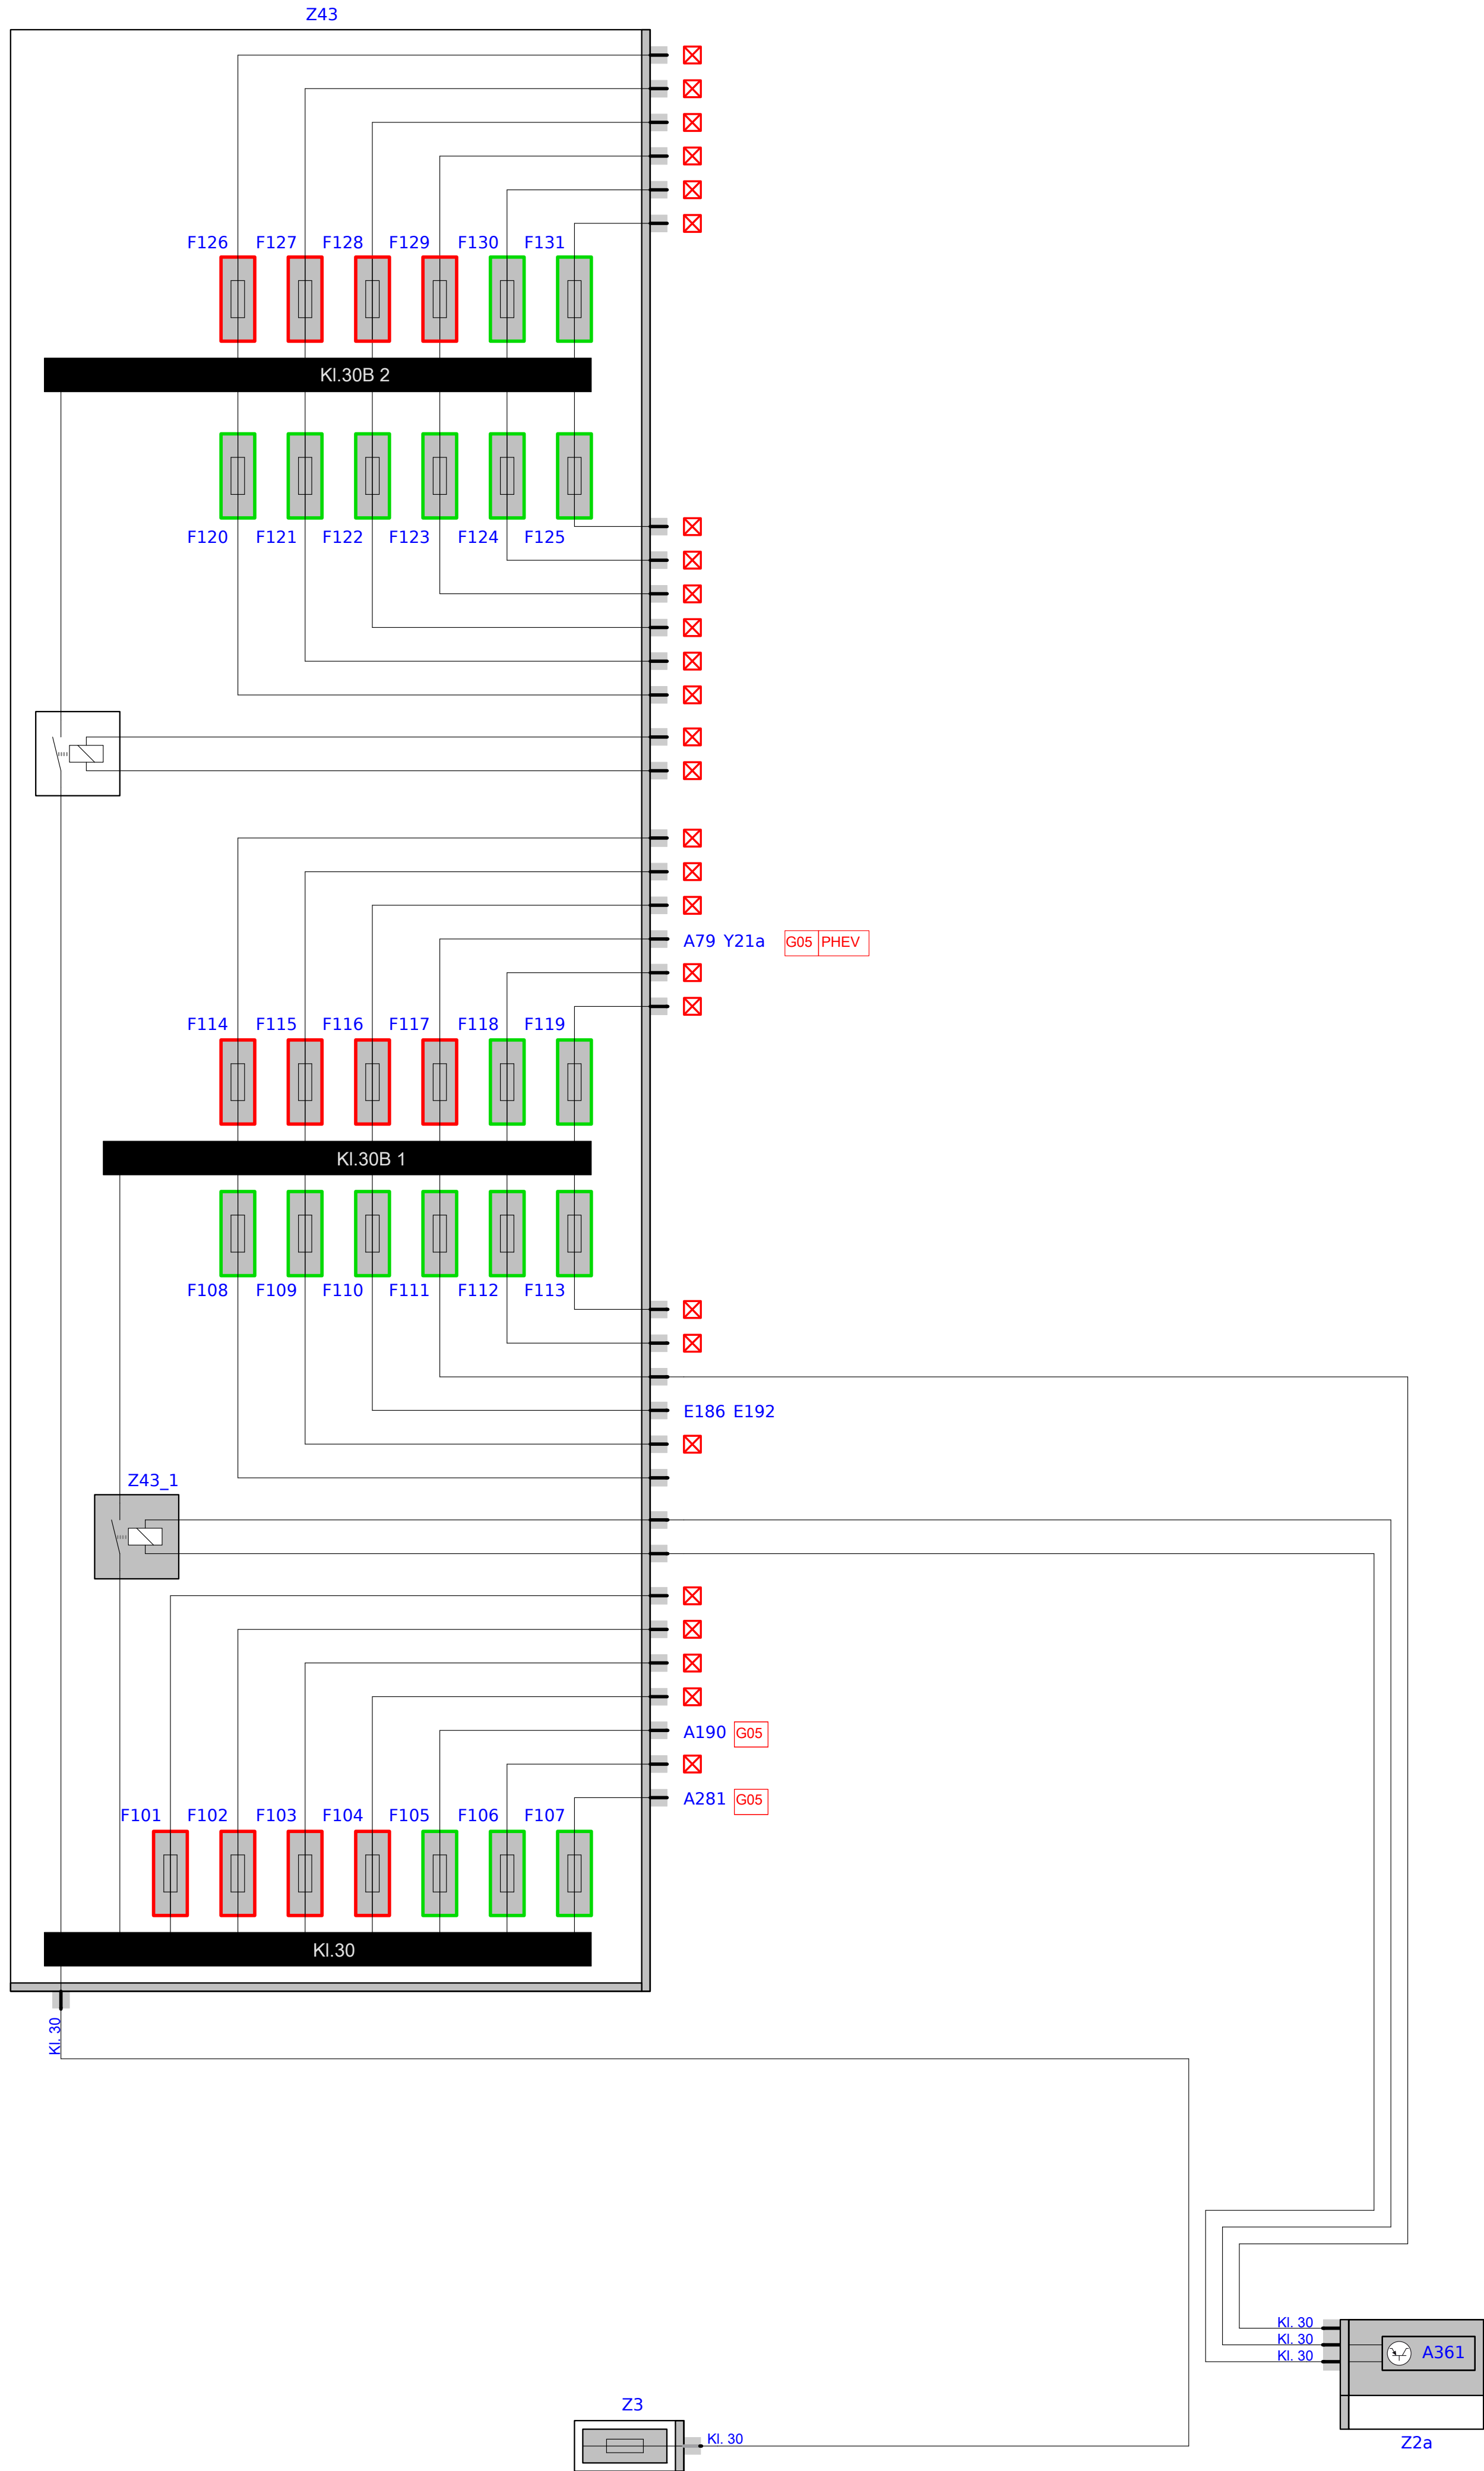 Z43
F126 F127 F128 F129 F130 F131
Kl.30B 2
F120 F121 F122 F123 F124 F125
A79 Y21a G05 PHEV
F114 F115 F116 F117 F118 F119
Kl.30B 1
F108 F109 F110 F111 F112 F113
E186 E192
Z43_1
A190 G05
A281 G05
F101 F102 F103 F104 F105 F106 F107
Kl.30
Kl. 30
Kl. 30
Kl. 30
Kl. 30
A361
Z3
Kl. 30
Z2a